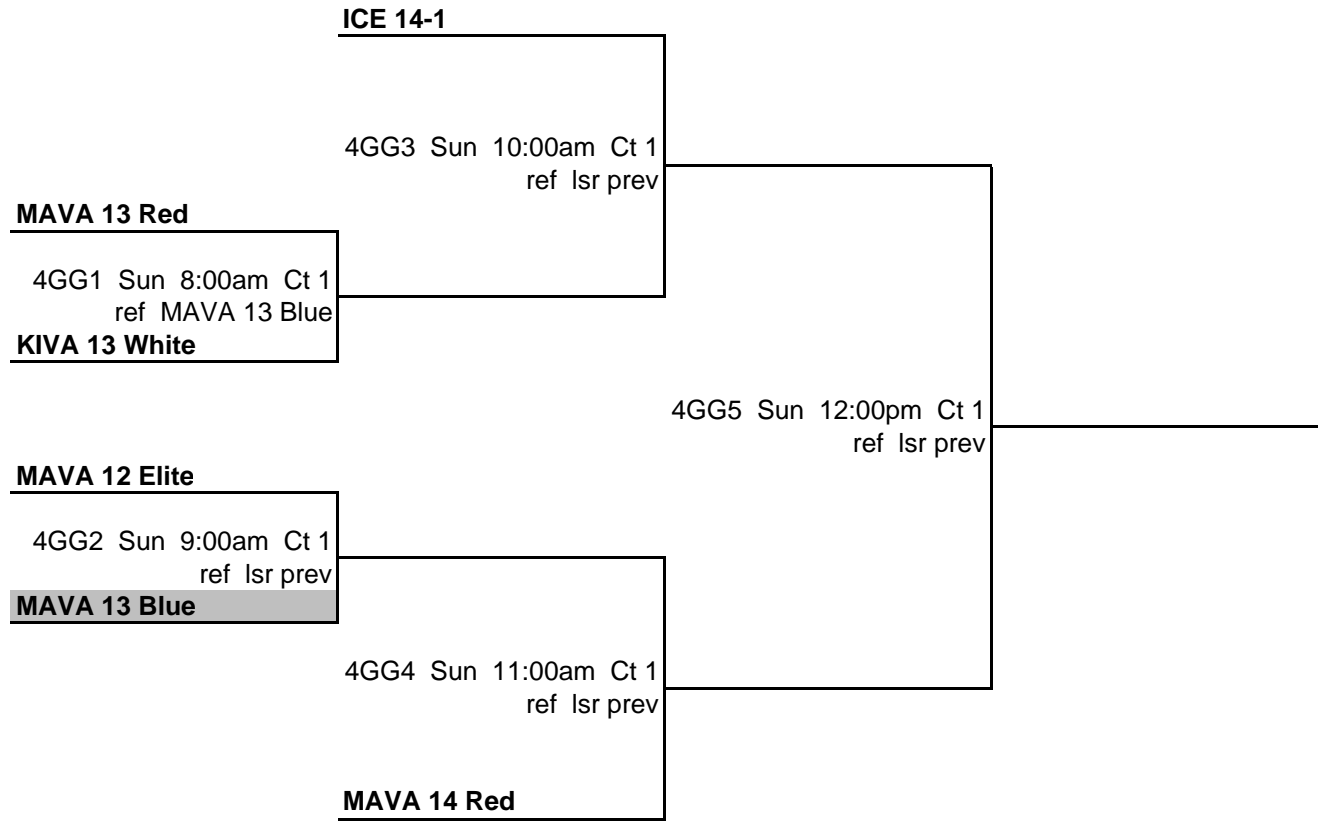 ICE 14-1
4GG3 Sun 10:00am Ct 1
ref lsr prev
MAVA 13 Red
4GG1 Sun 8:00am Ct 1
ref MAVA 13 Blue
KIVA 13 White
4GG5 Sun 12:00pm Ct 1
ref lsr prev
MAVA 12 Elite
4GG2 Sun 9:00am Ct 1
ref lsr prev
MAVA 13 Blue
4GG4 Sun 11:00am Ct 1
ref lsr prev
MAVA 14 Red